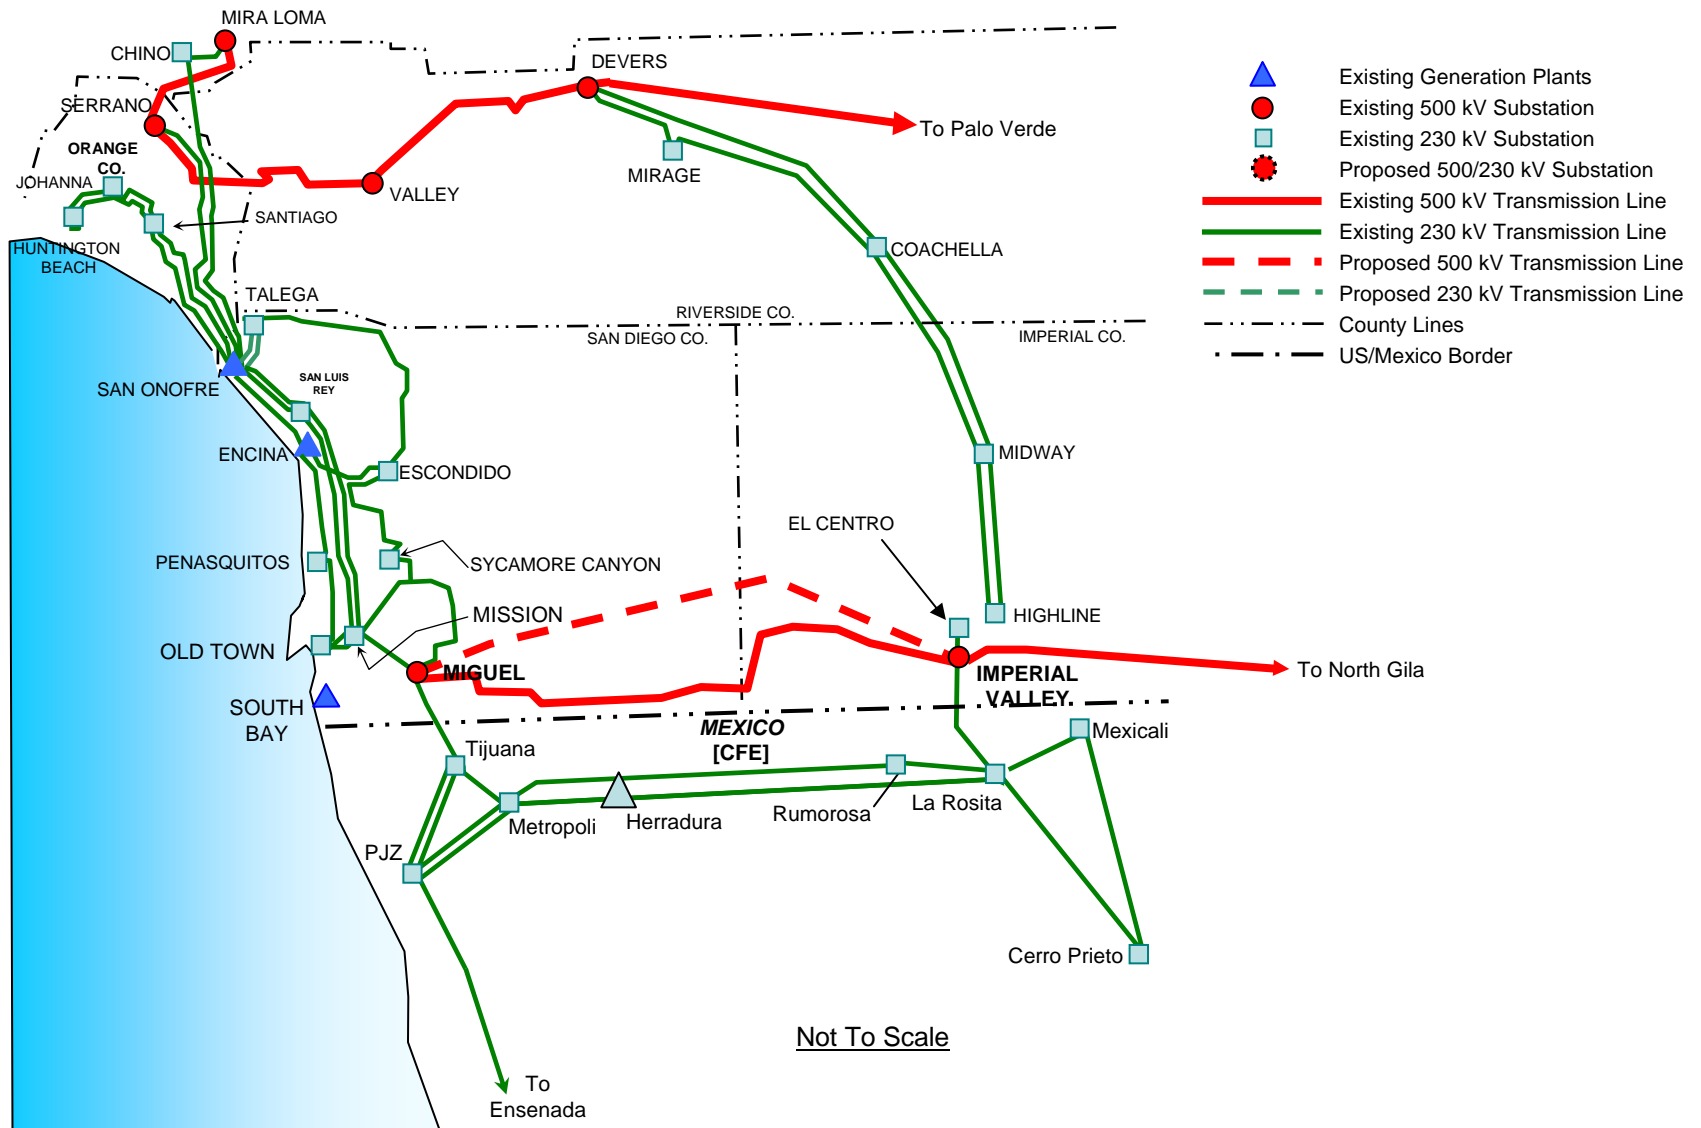 MIRA LOMA
CHINO
DEVERS
SERRANO
To Palo Verde
ORANGE
CO.
JOHANNA
MIRAGE
VALLEY
SANTIAGO
HUNTINGTON
BEACH
COACHELLA
TALEGA
RIVERSIDE CO.
SAN DIEGO CO.
IMPERIAL CO.
SAN ONOFRE
SAN LUIS
REY
ENCINA
ESCONDIDO
MIDWAY
EL CENTRO
PENASQUITOS
SYCAMORE CANYON
MISSION
HIGHLINE
OLD TOWN
MIGUEL
IMPERIAL
VALLEY
To North Gila
SOUTH
BAY
MEXICO
[CFE]
Mexicali
Tijuana
Rumorosa
La Rosita
Metropoli
Herradura
PJZ
Cerro Prieto
Not To Scale
To
Ensenada
Existing Generation Plants
Existing 500 kV Substation
Existing 230 kV Substation
Proposed 500/230 kV Substation
Existing 500 kV Transmission Line
Existing 230 kV Transmission Line
Proposed 500 kV Transmission Line
Proposed 230 kV Transmission Line
County Lines
US/Mexico Border